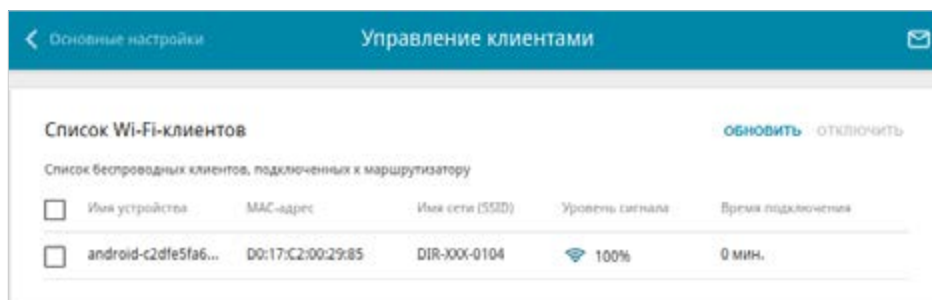 Основные настройки Управление клиентами
Список Wi-Fi-клиентов ОБНОВИТЬ ОТКЛЮЧИТЬ
Список беспроводных клиентов, подключенных к маршрутизатору
Имя устройства MAC-адрес Имя сети (SSID) Уровень сигнала Время подключения
android-c2dfe5fa6... D0:17:C2:00:29:85 DIR-XXX-0104 100% 0 мин.